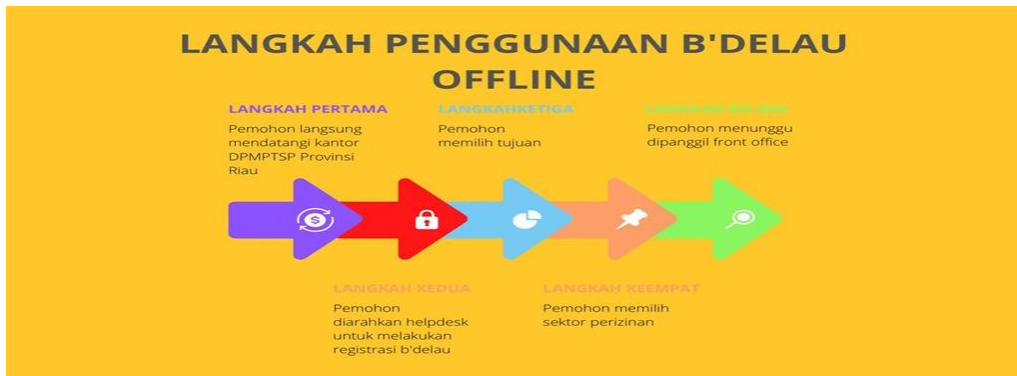 LANGKAH PENGGUNAAN B'DELAU
OFFLINE
LANGKAH PERTAMA
Pemohon langsung
mendatangi kantor
DPMPTSP Provinsi
Riau
LANGKAH KEDUA
Pemohon
diarahkan helpdesk
untuk melakukan
registrasi b'delau
LANGKAHKETIGA
Pemohon
memilih tujuan
LANGKAH KEEMPAT
Pemohon memilih
sektor perizinan
Pemohon menunggu
dipanggil front office